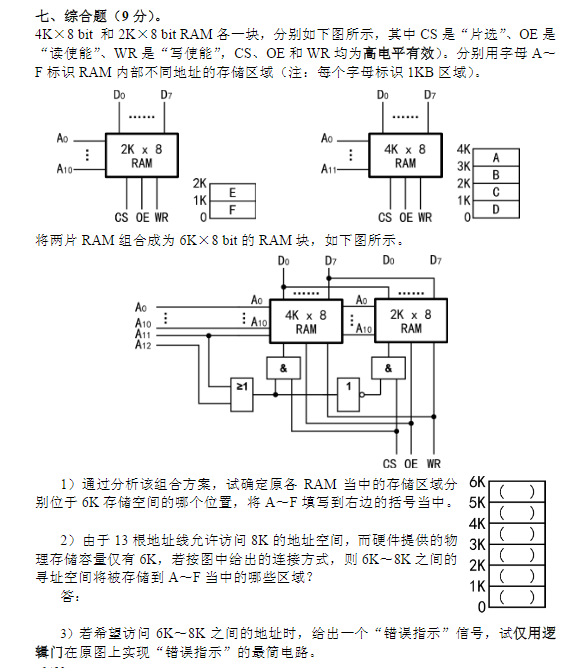 七、综合题（9 分）。
4K×8 bit 和 2K×8 bit RAM 各一块，分别如下图所示，其中 CS 是“片选”、OE 是
“读使能”、WR 是“写使能”，CS、OE 和 WR 均为高电平有效）。分别用字母 A～
F 标识 RAM 内部不同地址的存储区域（注：每个字母标识 1KB 区域）。
D0 D7
……
A0
A10
2K x 8
RAM
CS OE WR
2K
1K
0
E
F
D0 D7
……
A0
A11
4K x 8
RAM
CS OE WR
4K
3K
2K
1K
0
A
B
C
D
将两片 RAM 组合成为 6K×8 bit 的 RAM 块，如下图所示。
D0 D7 D0 D7
…… ……
A0
A10
A11
A12
A0
A10
4K x 8
RAM
A0
A10
2K x 8
RAM
& &
≥1 1
CS OE WR
1）通过分析该组合方案，试确定原各 RAM 当中的存储区域分
别位于 6K 存储空间的哪个位置，将 A～F 填写到右边的括号当中。
6K
5K
4K
3K
2K
1K
0
( )
( )
( )
( )
( )
( )
2）由于 13 根地址线允许访问 8K 的地址空间，而硬件提供的物
理存储容量仅有 6K，若按图中给出的连接方式，则 6K～8K 之间的
寻址空间将被存储到 A～F 当中的哪些区域？
答：
3）若希望访问 6K～8K 之间的地址时，给出一个“错误指示”信号，试仅用逻
辑门在原图上实现“错误指示”的最简电路。